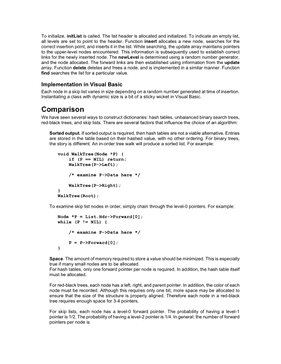 To initialize, initList is called. The list header is allocated and initialized. To indicate an empty list,
all levels are set to point to the header. Function insert allocates a new node, searches for the
correct insertion point, and inserts it in the list. While searching, the update array maintains pointers
to the upper-level nodes encountered. This information is subsequently used to establish correct
links for the newly inserted node. The newLevel is determined using a random number generator,
and the node allocated. The forward links are then established using information from the update
array. Function delete deletes and frees a node, and is implemented in a similar manner. Function
find searches the list for a particular value.
Implementation in Visual Basic
Each node in a skip list varies in size depending on a random number generated at time of insertion.
Instantiating a class with dynamic size is a bit of a sticky wicket in Visual Basic.
Comparison
We have seen several ways to construct dictionaries: hash tables, unbalanced binary search trees,
red-black trees, and skip lists. There are several factors that influence the choice of an algorithm:
Sorted output. If sorted output is required, then hash tables are not a viable alternative. Entries
are stored in the table based on their hashed value, with no other ordering. For binary trees,
the story is different. An in-order tree walk will produce a sorted list. For example:
void WalkTree(Node *P) {
if (P == NIL) return;
WalkTree(P->Left);
/* examine P->Data here */
WalkTree(P->Right);
}
WalkTree(Root);
To examine skip list nodes in order, simply chain through the level-0 pointers. For example:
Node *P = List.Hdr->Forward[0];
while (P != NIL) {
/* examine P->Data here */
P = P->Forward[0];
}
Space. The amount of memory required to store a value should be minimized. This is especially
true if many small nodes are to be allocated.
For hash tables, only one forward pointer per node is required. In addition, the hash table itself
must be allocated.
For red-black trees, each node has a left, right, and parent pointer. In addition, the color of each
node must be recorded. Although this requires only one bit, more space may be allocated to
ensure that the size of the structure is properly aligned. Therefore each node in a red-black
tree requires enough space for 3-4 pointers.
For skip lists, each node has a level-0 forward pointer. The probability of having a level-1
pointer is 1/2. The probability of having a level-2 pointer is 1/4. In general, the number of forward
pointers per node is